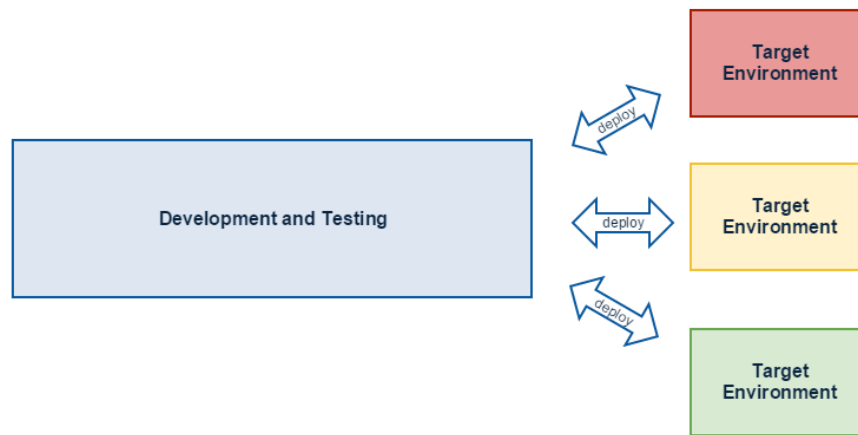 Target
Environment
deploy
Development and Testing
deploy
Target
Environment
deploy
Target
Environment